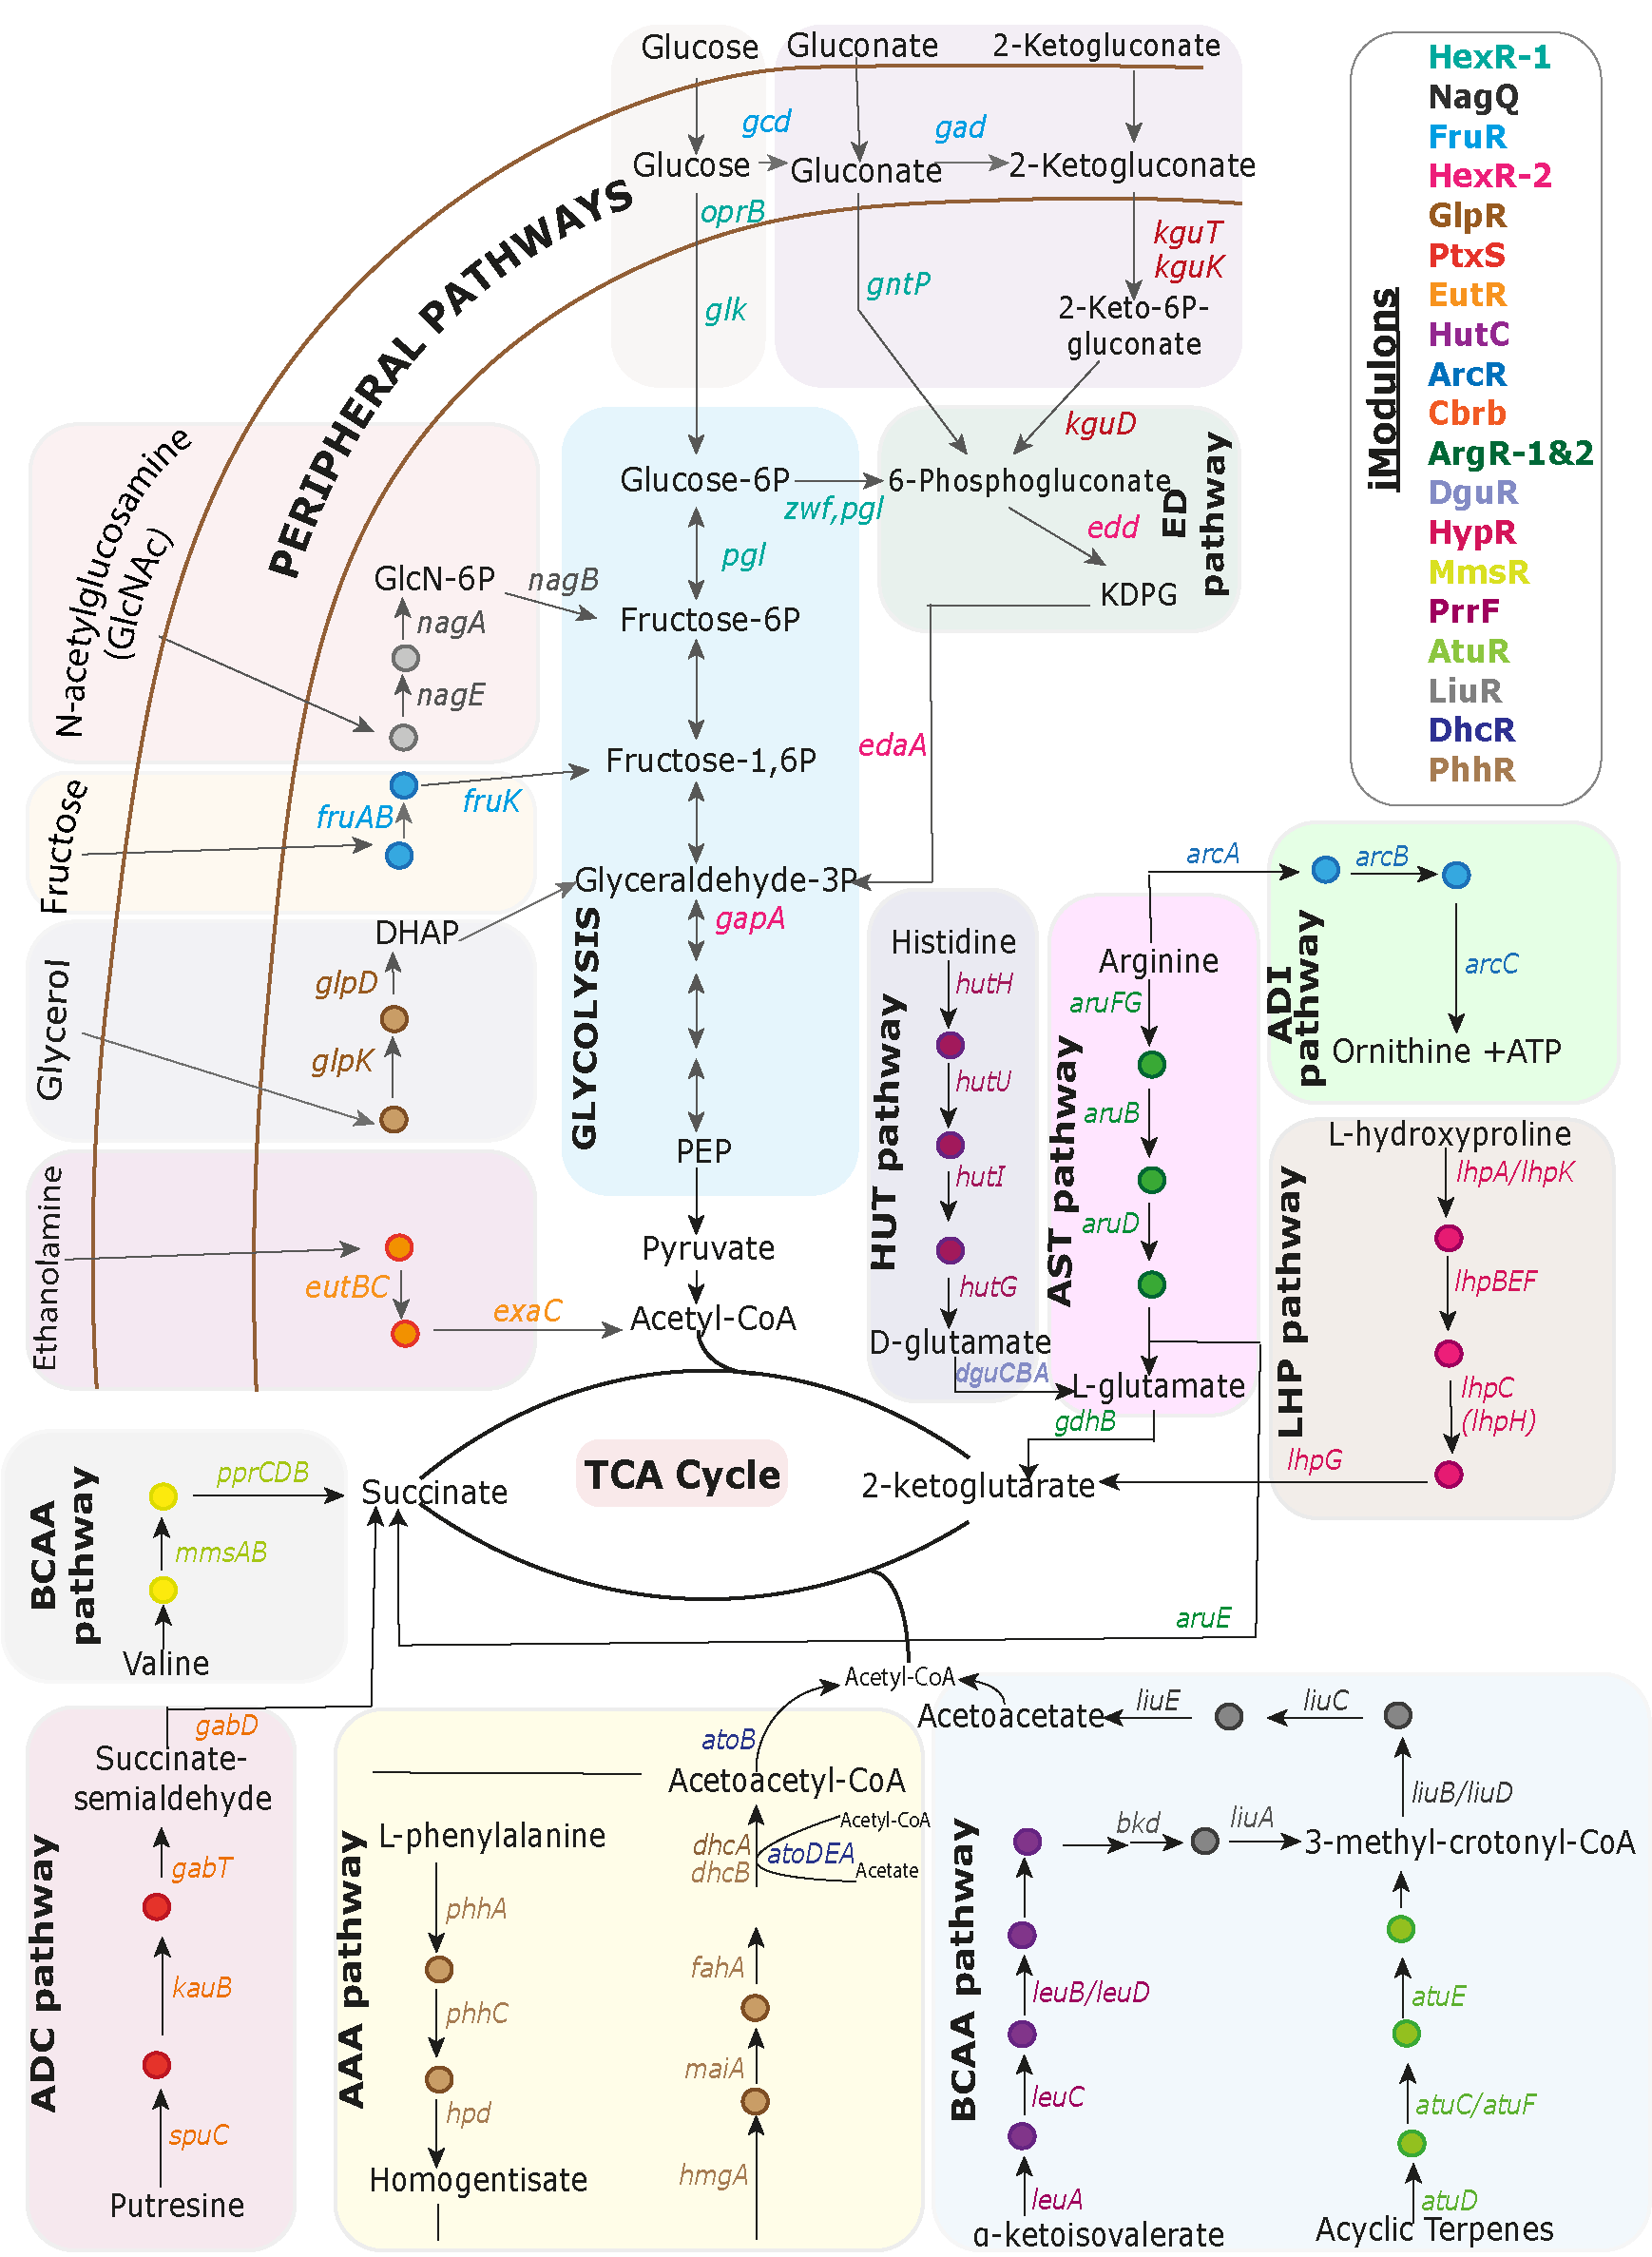 Glucose
Gluconate
2-Ketogluconate
gcd
gad
Glucose
Gluconate
2-Ketogluconate
oprB
kguT
kguK
glk
gntP
2-Keto-6P-
gluconate
kguD
PERIPHERAL PATHWAYS
iModulons
HexR-1
NagQ
FruR
HexR-2
GlpR
PtxS
EutR
HutC
ArcR
Cbrb
ArgR-1&2
DguR
HypR
MmsR
PrrF
AtuR
LiuR
DhcR
PhhR
N-acetylglucosamine
(GlcNAc)
GlcN-6P
nagB
nagA
nagE
Glucose-6P
zwf,pgl
6-Phosphogluconate
ED
pathway
edd
KDPG
pgl
Fructose-6P
Fructose-1,6P
edaA
Fructose
fruAB
fruK
Glyceraldehyde-3P
gapA
GLYCOLYSIS
Glycerol
DHAP
glpD
glpK
PEP
Pyruvate
Acetyl-CoA
Ethanolamine
eutBC
exaC
HUT pathway
Histidine
hutH
hutU
hutI
hutG
D-glutamate
dguCBA
AST pathway
Arginine
aruFG
aruB
aruD
L-glutamate
gdhB
arcA
arcB
arcC
ADI
pathway
Ornithine +ATP
LHP pathway
L-hydroxyproline
lhpA/lhpK
lhpBEF
lhpC
(lhpH)
lhpG
TCA Cycle
Succinate
2-ketoglutarate
aruE
BCAA
pathway
pprCDB
mmsAB
Valine
ADC pathway
gabD
Succinate-
semialdehyde
gabT
kauB
spuC
Putresine
AAA pathway
L-phenylalanine
phhA
phhC
hpd
Homogentisate
Acetyl-CoA
atoB
Acetoacetyl-CoA
dhcA
dhcB
atoDEA
Acetyl-CoA
Acetate
fahA
maiA
hmgA
BCAA pathway
Acetoacetate
liuE
liuC
liuB/liuD
bkd
liuA
3-methyl-crotonyl-CoA
leuB/leuD
leuC
leuA
α-ketoisovalerate
atuE
atuC/atuF
atuD
Acyclic Terpenes